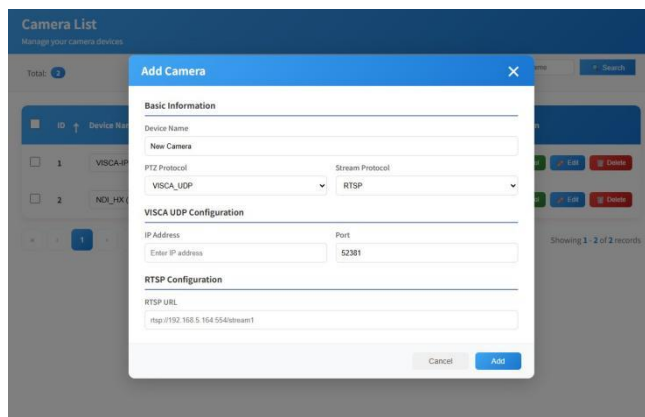 Camera List
Manage your camera devices
Total: 2
Search
ID ↑ Device Nam
1 VISCA-IP
Edit Delete
2 NDI_HX (
Edit Delete
« ‹ 1 ›
Showing 1 - 2 of 2 records
Add Camera ×
Basic Information
Device Name
New Camera
PTZ Protocol Stream Protocol
VISCA_UDP RTSP
VISCA UDP Configuration
IP Address Port
Enter IP address 52381
RTSP Configuration
RTSP URL
rtsp://192.168.5.164:554/stream1
Cancel Add